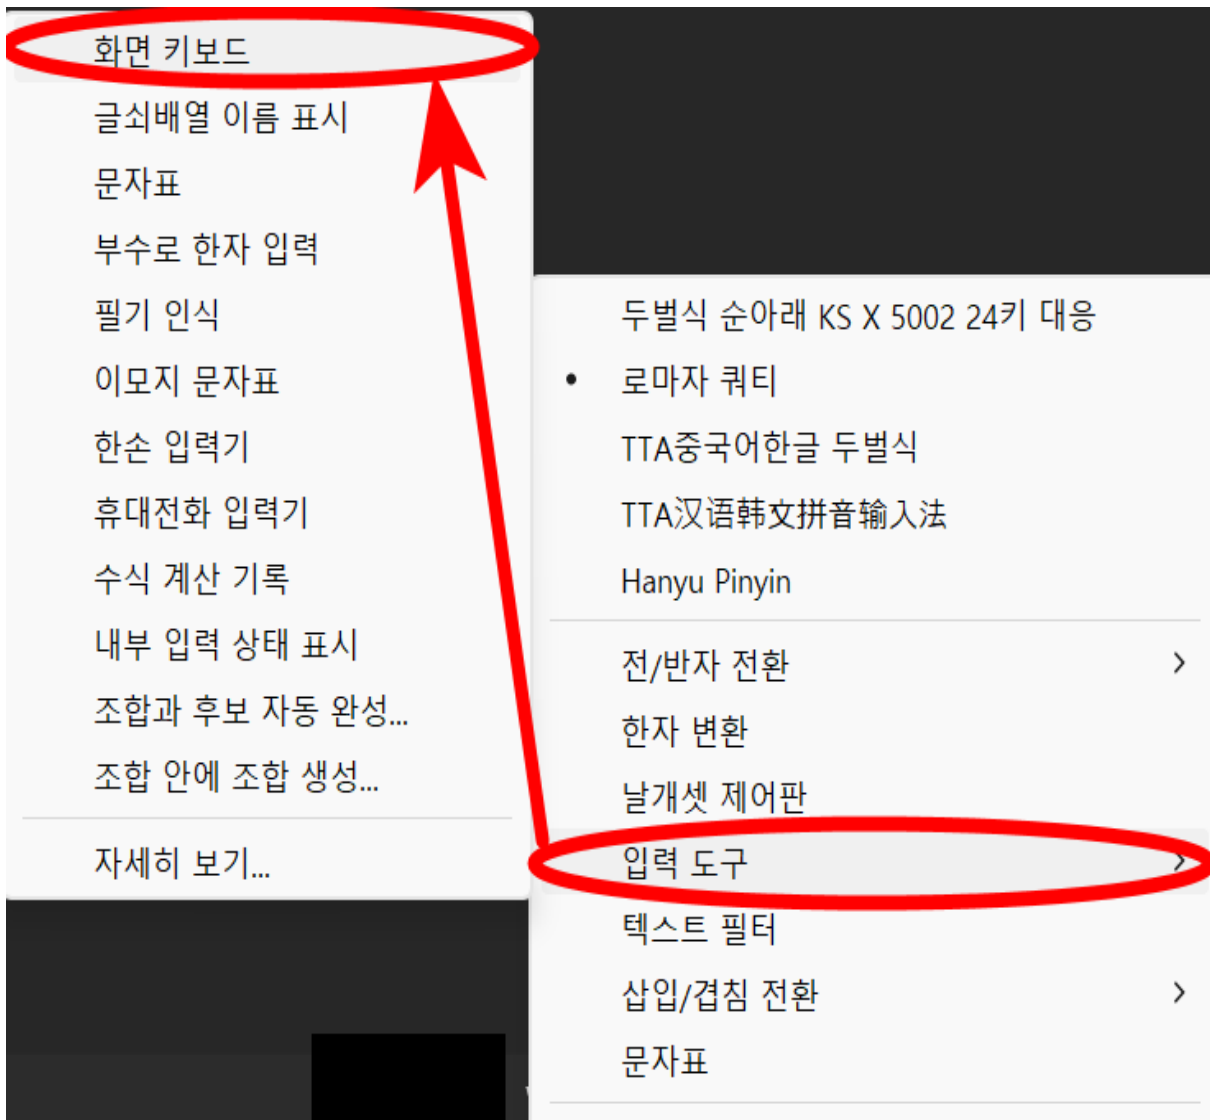 화면 키보드
글쇠배열 이름 표시
문자표
부수로 한자 입력
필기 인식
이모지 문자표
한손 입력기
휴대전화 입력기
수식 계산 기록
내부 입력 상태 표시
조합과 후보 자동 완성...
조합 안에 조합 생성...
자세히 보기...
두벌식 순아래 KS X 5002 24키 대응
로마자 쿼티
TTA중국어한글 두벌식
TTA汉语韩文拼音输入法
Hanyu Pinyin
전/반자 전환
한자 변환
날개셋 제어판
입력 도구
텍스트 필터
삽입/겹침 전환
문자표